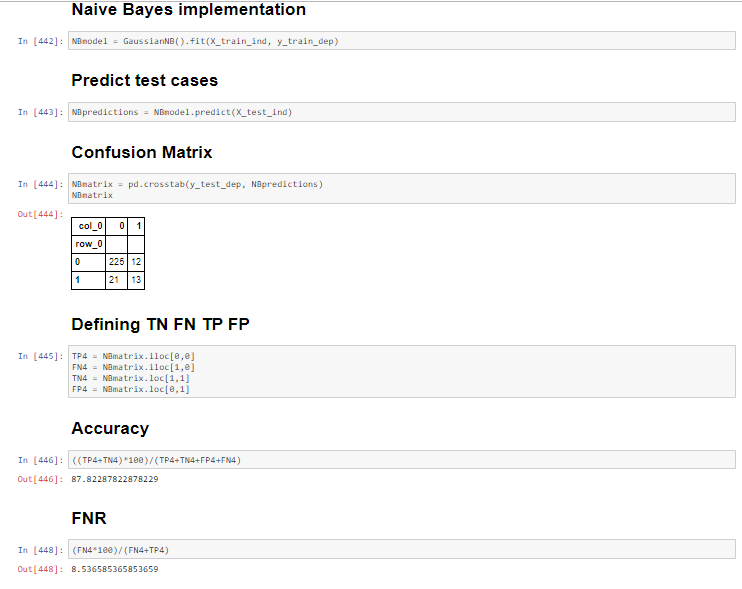 Naive Bayes implementation
In [442]: NBmodel = GaussianNB().fit(X_train_ind, y_train_dep)
Predict test cases
In [443]: NBpredictions = NBmodel.predict(X_test_ind)
Confusion Matrix
In [444]: NBmatrix = pd.crosstab(y_test_dep, NBpredictions)
NBmatrix
Out[444]:
col_0 0 1
row_0
0 225 12
1 21 13
Defining TN FN TP FP
In [445]: TP4 = NBmatrix.iloc[0,0]
FN4 = NBmatrix.iloc[1,0]
TN4 = NBmatrix.loc[1,1]
FP4 = NBmatrix.loc[0,1]
Accuracy
In [446]: ((TP4+TN4)*100)/(TP4+TN4+FP4+FN4)
Out[446]: 87.82287822878229
FNR
In [448]: (FN4*100)/(FN4+TP4)
Out[448]: 8.536585365853659